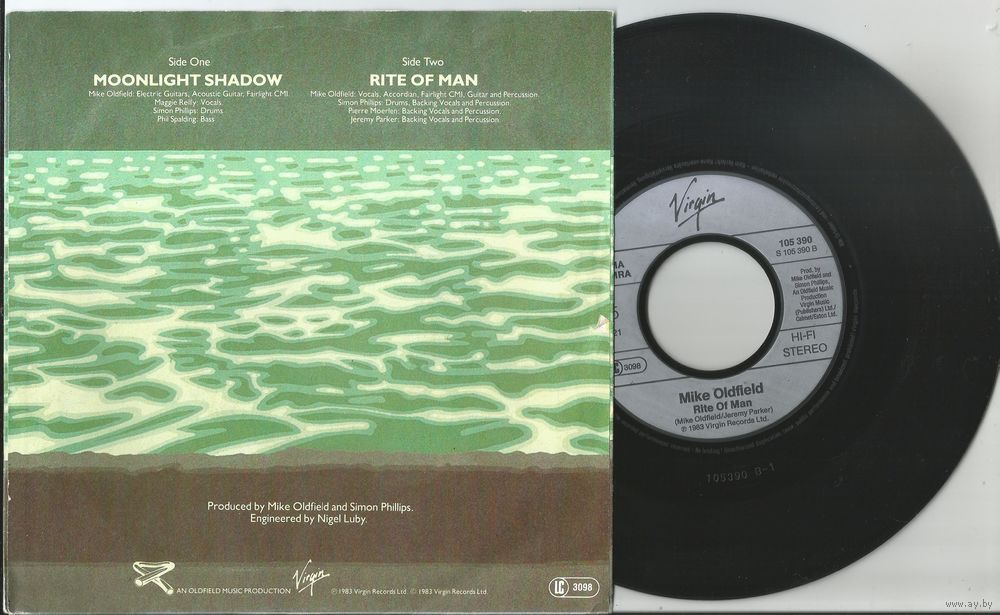 Side One
MOONLIGHT SHADOW
Mike Oldfield: Electric Guitars, Acoustic Guitar, Fairlight CMI.
Maggie Reilly: Vocals.
Simon Phillips: Drums
Phil Spalding: Bass
Side Two
RITE OF MAN
Mike Oldfield: Vocals, Accordian, Fairlight CMI, Guitar and Percussion.
Simon Phillips: Drums, Backing Vocals and Percussion.
Pierre Moerlen: Backing Vocals and Percussion.
Jeremy Parker: Backing Vocals and Percussion.
Produced by Mike Oldfield and Simon Phillips.
Engineered by Nigel Luby.
AN OLDFIELD MUSIC PRODUCTION
Virgin
℗ 1983 Virgin Records Ltd. © 1983 Virgin Records Ltd.
LC 3098
Virgin
105 390
S 105 390 B
Prod. by
Mike Oldfield and
Simon Phillips,
An Oldfield Music
Production
Virgin Music
(Publishers) Ltd./
HI-FI
STEREO
3098
Mike Oldfield
Rite Of Man
(Mike Oldfield/Jeremy Parker)
℗ 1983 Virgin Records Ltd.
105390 B-1
www.ay.by